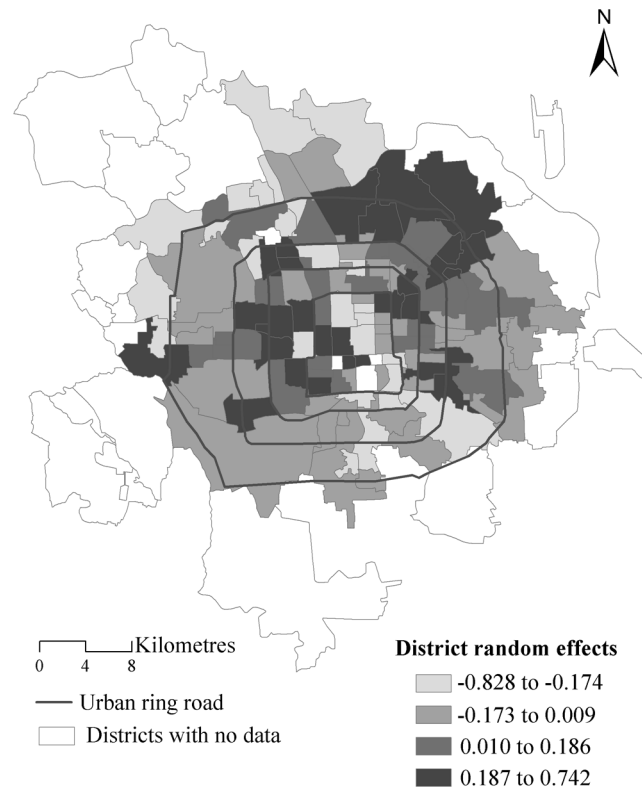 N
Kilometres
0 4 8
Urban ring road
Districts with no data
District random effects
-0.828 to -0.174
-0.173 to 0.009
0.010 to 0.186
0.187 to 0.742